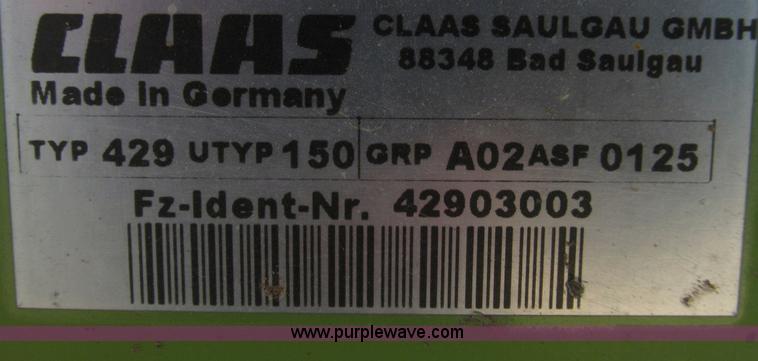 CLAAS
CLAAS SAULGAU GMBH
88348 Bad Saulgau
Made In Germany
TYP 429 UTYP 150 GRP A02 ASF 0125
Fz-Ident-Nr. 42903003
www.purplewave.com